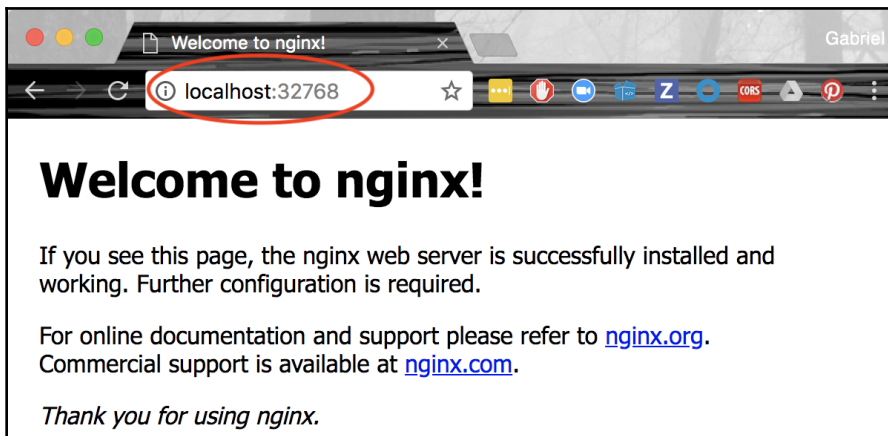 Welcome to nginx!
Gabriel
localhost:32768
Z
CORS
Welcome to nginx!
If you see this page, the nginx web server is successfully installed and
working. Further configuration is required.
For online documentation and support please refer to nginx.org.
Commercial support is available at nginx.com.
Thank you for using nginx.